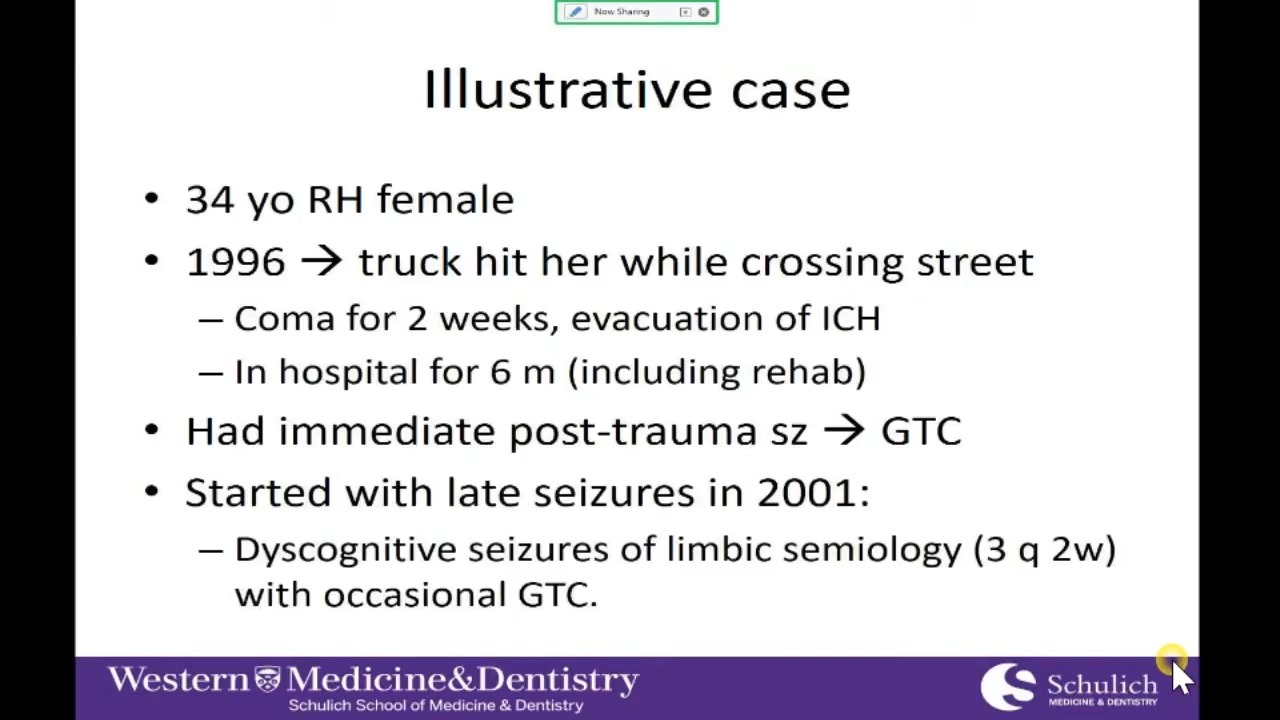 Now Sharing
Illustrative case
• 34 yo RH female
• 1996 → truck hit her while crossing street
– Coma for 2 weeks, evacuation of ICH
– In hospital for 6 m (including rehab)
• Had immediate post-trauma sz → GTC
• Started with late seizures in 2001:
– Dyscognitive seizures of limbic semiology (3 q 2w)
with occasional GTC.
Western Medicine&Dentistry
Schulich School of Medicine & Dentistry
Schulich
MEDICINE & DENTISTRY